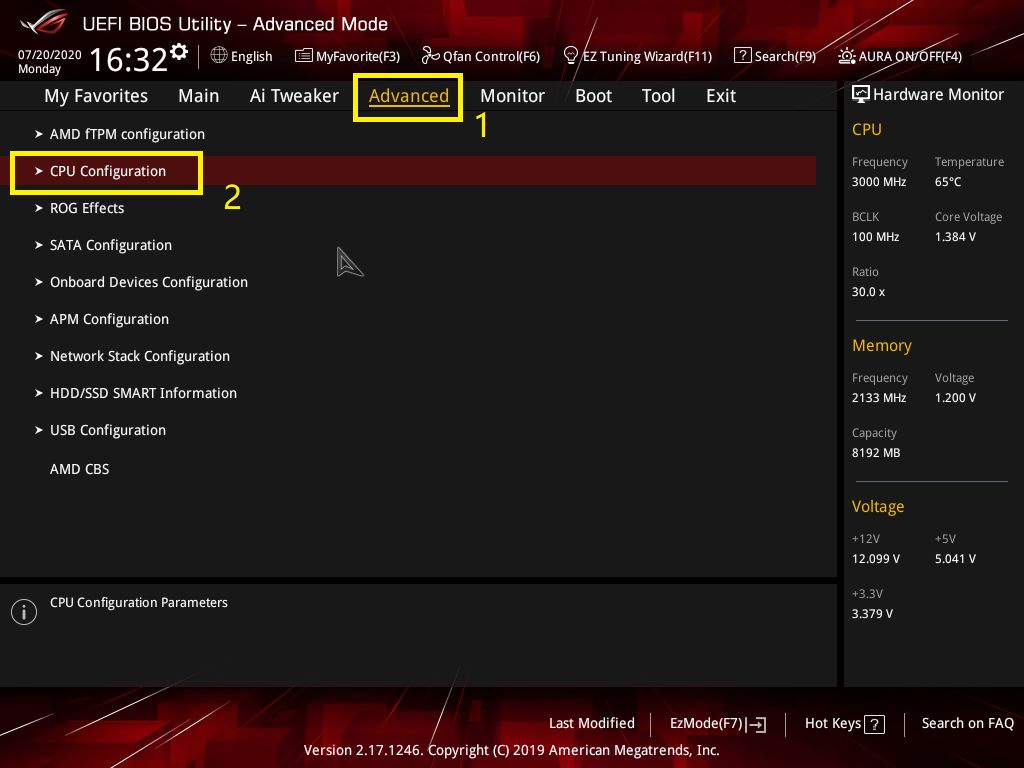 UEFI BIOS Utility – Advanced Mode
07/20/2020
Monday
16:32
English
MyFavorite(F3)
Qfan Control(F6)
EZ Tuning Wizard(F11)
? Search(F9)
AURA ON/OFF(F4)
My Favorites Main Ai Tweaker Advanced Monitor Boot Tool Exit
1
AMD fTPM configuration
CPU Configuration
2
ROG Effects
SATA Configuration
Onboard Devices Configuration
APM Configuration
Network Stack Configuration
HDD/SSD SMART Information
USB Configuration
AMD CBS
i
CPU Configuration Parameters
Hardware Monitor
CPU
Frequency Temperature
3000 MHz 65°C
BCLK Core Voltage
100 MHz 1.384 V
Ratio
30.0 x
Memory
Frequency Voltage
2133 MHz 1.200 V
Capacity
8192 MB
Voltage
+12V +5V
12.099 V 5.041 V
+3.3V
3.379 V
Last Modified
EzMode(F7)
Hot Keys ?
Search on FAQ
Version 2.17.1246. Copyright (C) 2019 American Megatrends, Inc.